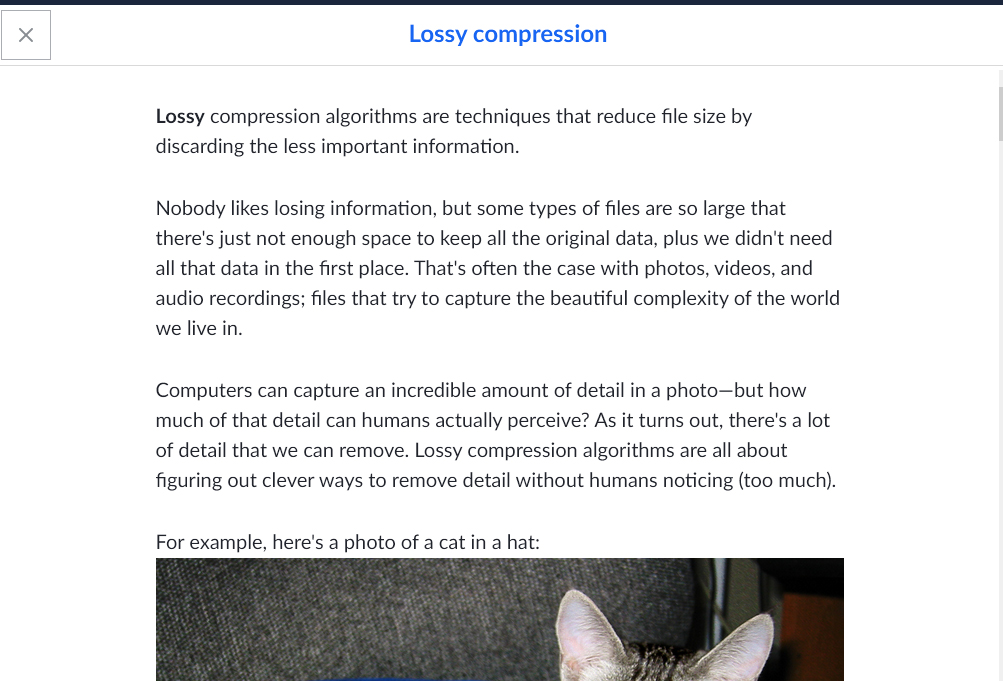 Lossy compression
Lossy compression algorithms are techniques that reduce file size by
discarding the less important information.
Nobody likes losing information, but some types of files are so large that
there's just not enough space to keep all the original data, plus we didn't need
all that data in the first place. That's often the case with photos, videos, and
audio recordings; files that try to capture the beautiful complexity of the world
we live in.
Computers can capture an incredible amount of detail in a photo—but how
much of that detail can humans actually perceive? As it turns out, there's a lot
of detail that we can remove. Lossy compression algorithms are all about
figuring out clever ways to remove detail without humans noticing (too much).
For example, here's a photo of a cat in a hat: